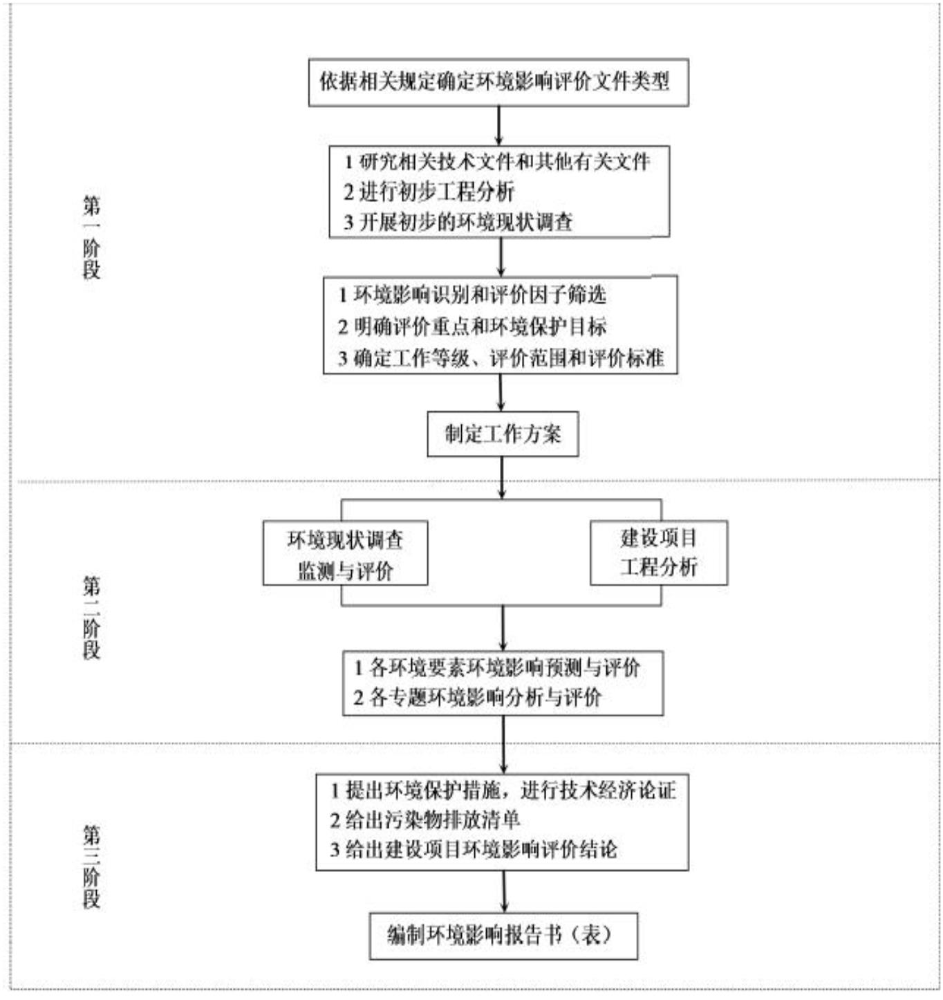 依据相关规定确定环境影响评价文件类型
1 研究相关技术文件和其他有关文件
2 进行初步工程分析
3 开展初步的环境现状调查
第一阶段
1 环境影响识别和评价因子筛选
2 明确评价重点和环境保护目标
3 确定工作等级、评价范围和评价标准
制定工作方案
环境现状调查
监测与评价
建设项目
工程分析
第二阶段
1 各环境要素环境影响预测与评价
2 各专题环境影响分析与评价
1 提出环境保护措施，进行技术经济论证
2 给出污染物排放清单
3 给出建设项目环境影响评价结论
第三阶段
编制环境影响报告书（表）